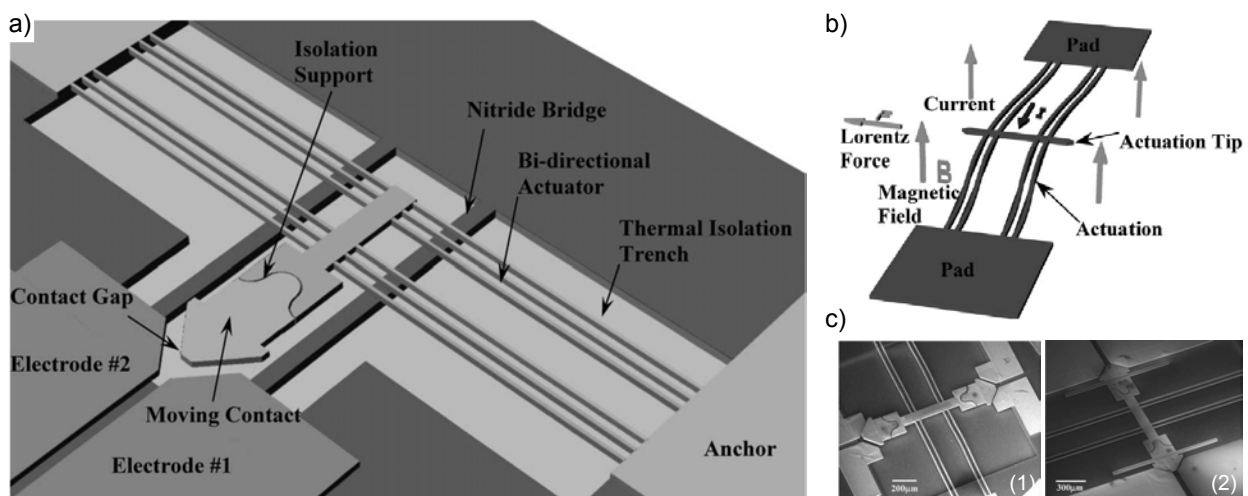 a)
Isolation
Support
Nitride Bridge
Bi-directional
Actuator
Thermal Isolation
Trench
Contact Gap
Electrode #2
Moving Contact
Electrode #1
Anchor
b)
Pad
Current
I
F
Lorentz
Force
B
Magnetic
Field
Actuation Tip
Actuation
Pad
c)
200μm
(1)
300μm
(2)